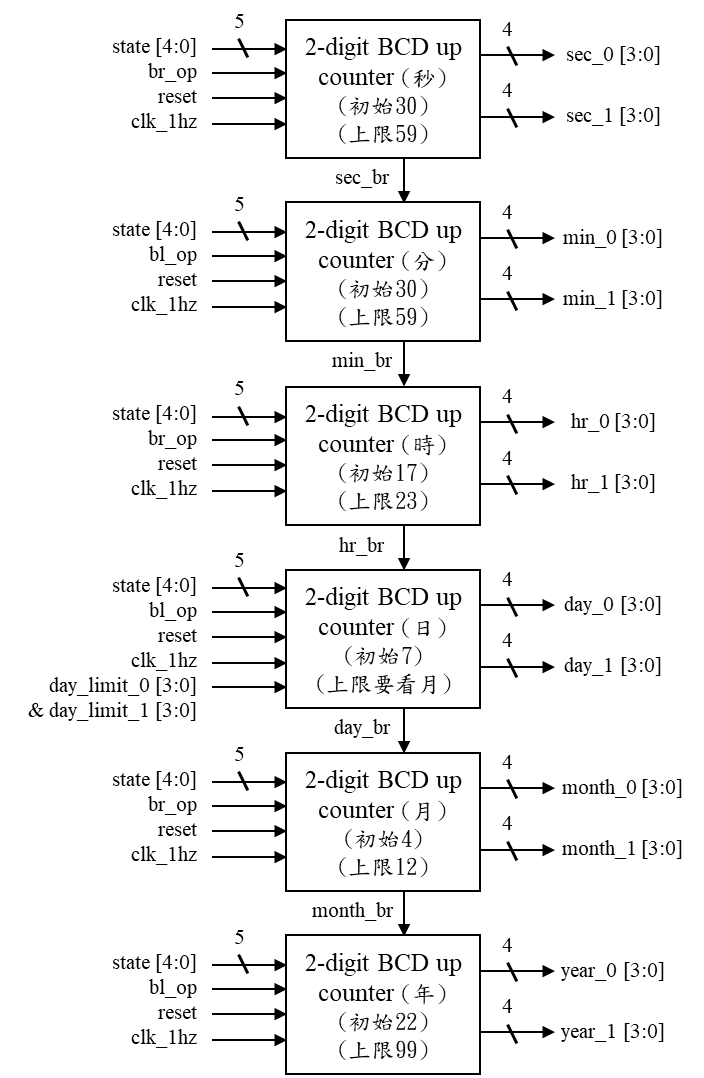 5
4
state [4:0]
2-digit BCD up
sec_0 [3:0]
br_op
counter (秒)
reset
(初始30)
4
sec_1 [3:0]
clk_1hz
(上限59)
sec_br
5
4
state [4:0]
2-digit BCD up
min_0 [3:0]
bl_op
counter (分)
reset
(初始30)
4
min_1 [3:0]
clk_1hz
(上限59)
min_br
5
4
state [4:0]
2-digit BCD up
hr_0 [3:0]
br_op
counter (時)
reset
(初始17)
4
hr_1 [3:0]
clk_1hz
(上限23)
hr_br
5
4
state [4:0]
2-digit BCD up
day_0 [3:0]
bl_op
counter (日)
reset
(初始7)
4
day_1 [3:0]
clk_1hz
(上限要看月)
day_limit_0 [3:0]
& day_limit_1 [3:0]
day_br
5
4
state [4:0]
2-digit BCD up
month_0 [3:0]
br_op
counter (月)
reset
(初始4)
4
month_1 [3:0]
clk_1hz
(上限12)
month_br
5
4
state [4:0]
2-digit BCD up
year_0 [3:0]
bl_op
counter (年)
reset
(初始22)
4
year_1 [3:0]
clk_1hz
(上限99)